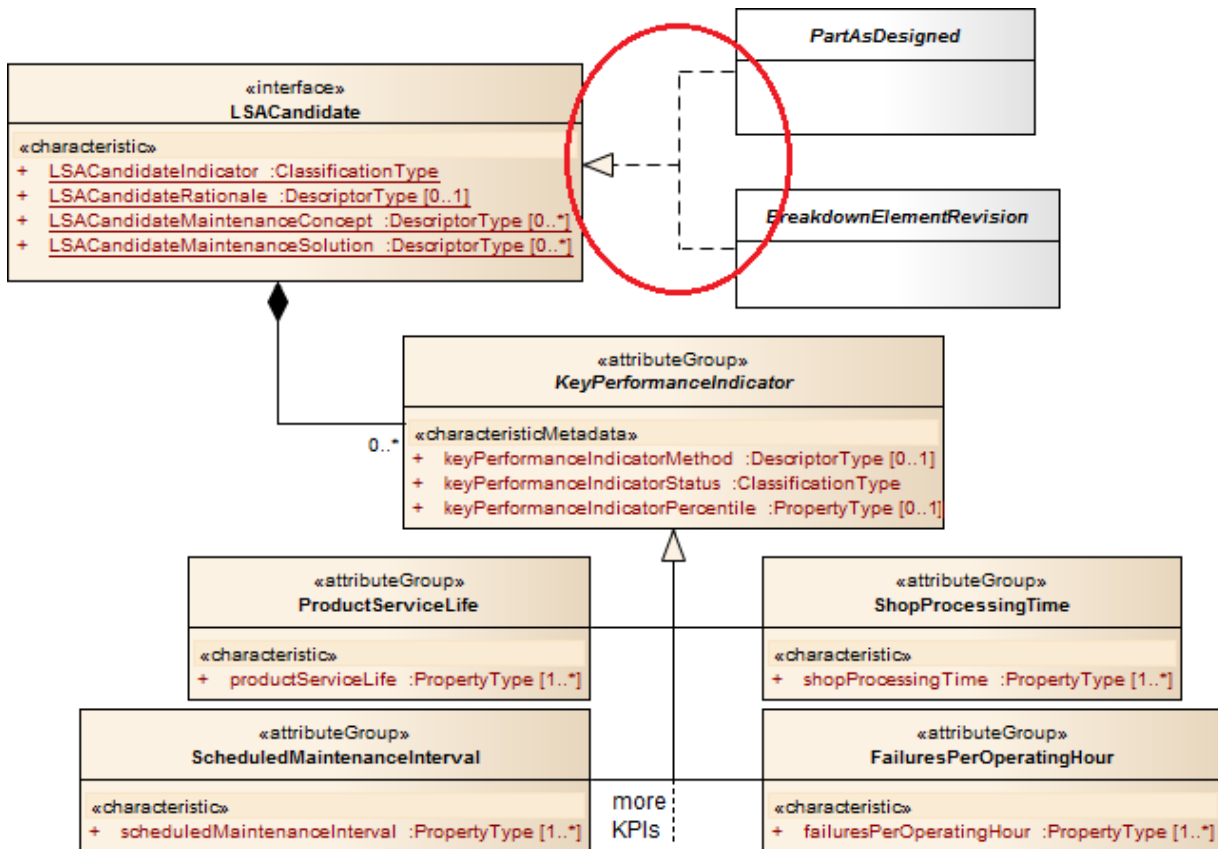 PartAsDesigned
«interface»
LSACandidate
«characteristic»
+ LSACandidateIndicator :ClassificationType
+ LSACandidateRationale :DescriptorType [0..1]
+ LSACandidateMaintenanceConcept :DescriptorType [0..*]
+ LSACandidateMaintenanceSolution :DescriptorType [0..*]
BreakdownElementRevision
«attributeGroup»
KeyPerformanceIndicator
0..*
«characteristicMetadata»
+ keyPerformanceIndicatorMethod :DescriptorType [0..1]
+ keyPerformanceIndicatorStatus :ClassificationType
+ keyPerformanceIndicatorPercentile :PropertyType [0..1]
«attributeGroup»
ProductServiceLife
«characteristic»
+ productServiceLife :PropertyType [1..*]
«attributeGroup»
ShopProcessingTime
«characteristic»
+ shopProcessingTime :PropertyType [1..*]
«attributeGroup»
ScheduledMaintenanceInterval
«characteristic»
+ scheduledMaintenanceInterval :PropertyType [1..*]
more
KPIs
«attributeGroup»
FailuresPerOperatingHour
«characteristic»
+ failuresPerOperatingHour :PropertyType [1..*]